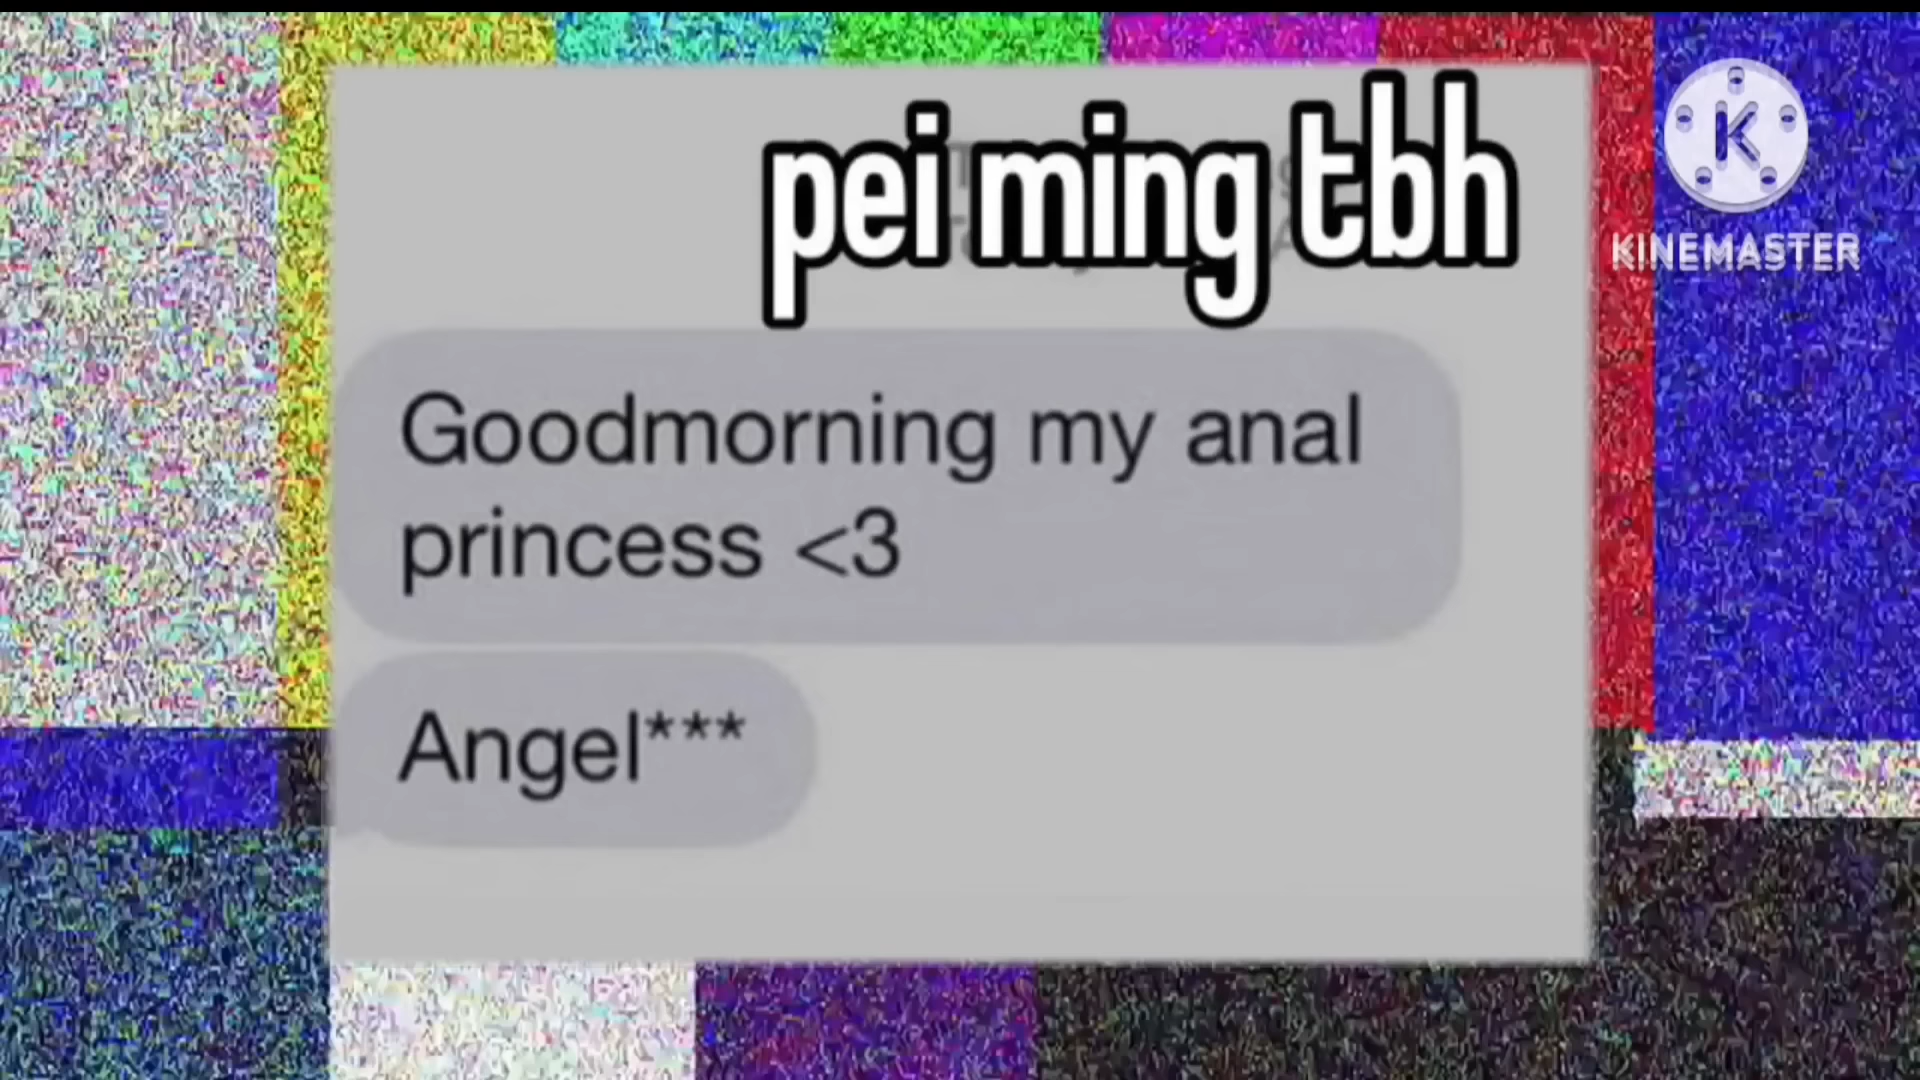 pei ming tbh
KINEMASTER
Goodmorning my anal
princess <3
Angel***